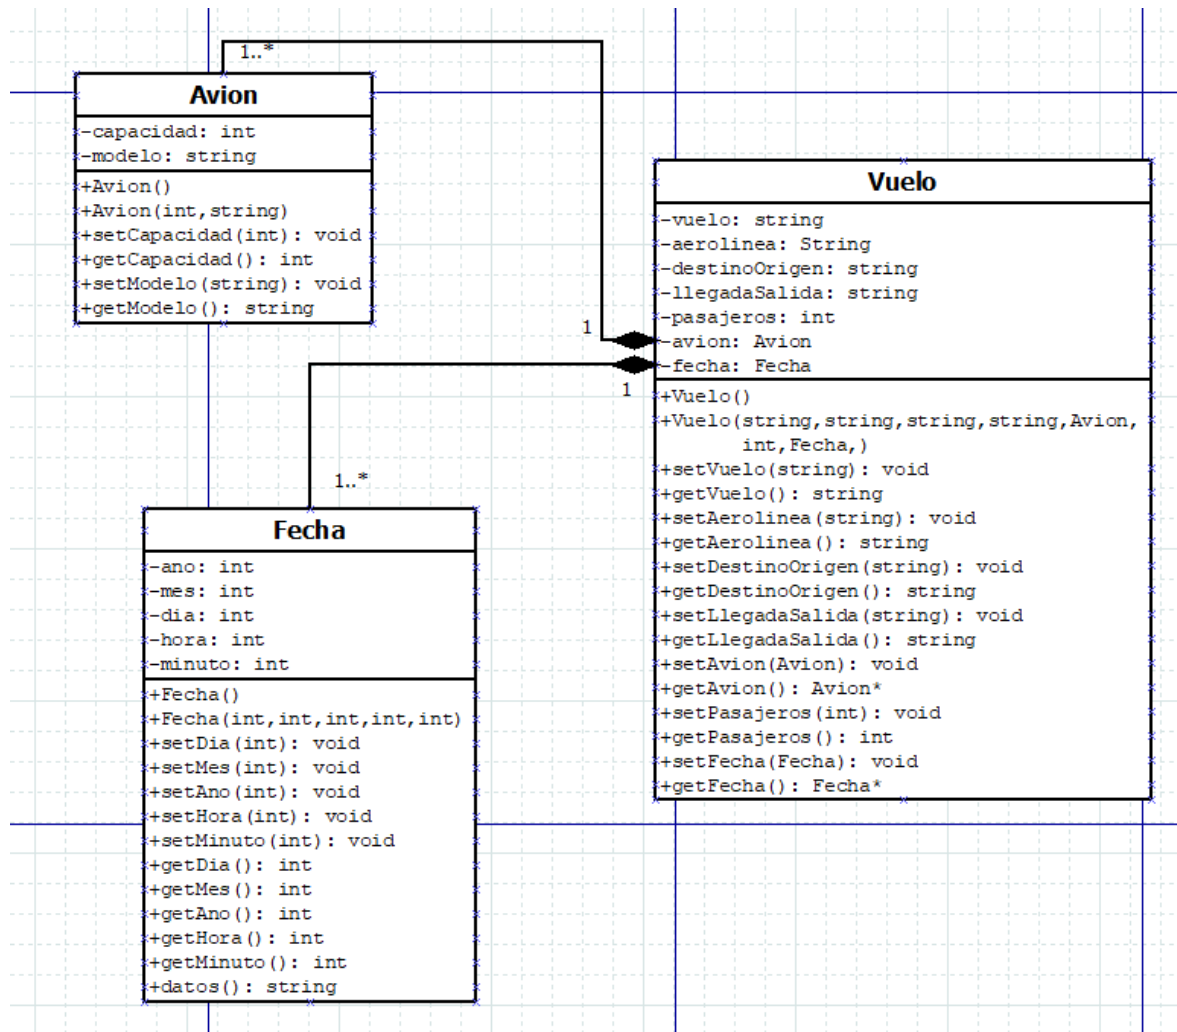 1..*
Avion
-capacidad: int
-modelo: string
+Avion()
+Avion(int,string)
+setCapacidad(int): void
+getCapacidad(): int
+setModelo(string): void
+getModelo(): string
1
1
Vuelo
-vuelo: string
-aerolinea: String
-destinoOrigen: string
-llegadaSalida: string
-pasajeros: int
-avion: Avion
-fecha: Fecha
+Vuelo()
+Vuelo(string,string,string,string,Avion,
int,Fecha,)
+setVuelo(string): void
+getVuelo(): string
+setAerolinea(string): void
+getAerolinea(): string
+setDestinoOrigen(string): void
+getDestinoOrigen(): string
+setLlegadaSalida(string): void
+getLlegadaSalida(): string
+setAvion(Avion): void
+getAvion(): Avion*
+setPasajeros(int): void
+getPasajeros(): int
+setFecha(Fecha): void
+getFecha(): Fecha*
1..*
Fecha
-ano: int
-mes: int
-dia: int
-hora: int
-minuto: int
+Fecha()
+Fecha(int,int,int,int,int)
+setDia(int): void
+setMes(int): void
+setAno(int): void
+setHora(int): void
+setMinuto(int): void
+getDia(): int
+getMes(): int
+getAno(): int
+getHora(): int
+getMinuto(): int
+datos(): string